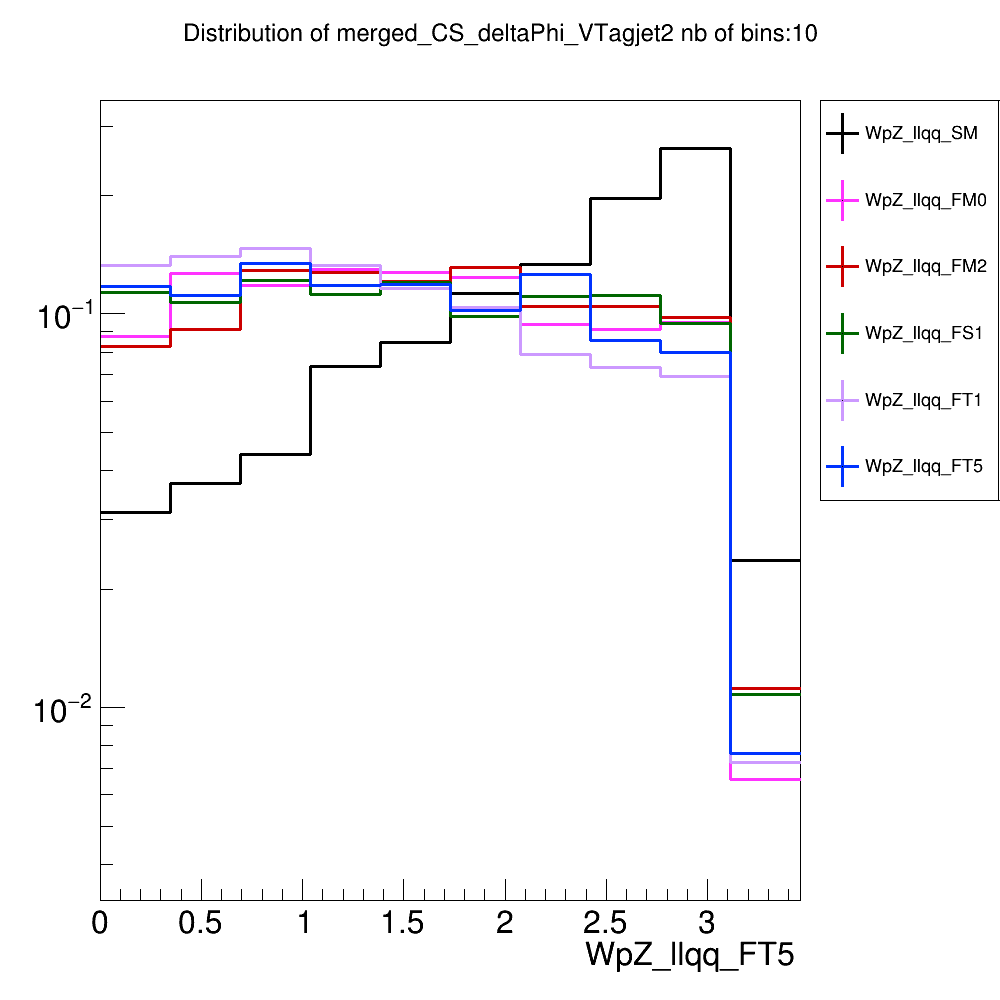 Distribution of merged_CS_deltaPhi_VTagjet2 nb of bins:10
WpZ_llqq_SM
WpZ_llqq_FM0
WpZ_llqq_FM2
WpZ_llqq_FS1
WpZ_llqq_FT1
WpZ_llqq_FT5
10⁻¹
10⁻²
0 0.5 1 1.5 2 2.5 3
WpZ_llqq_FT5